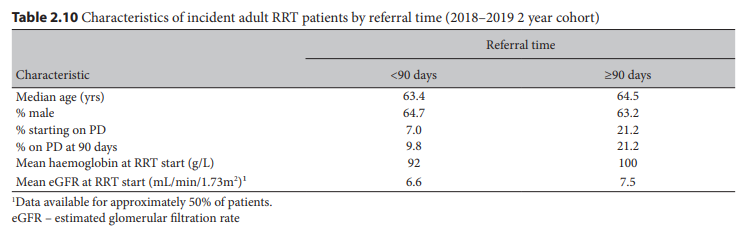 Table 2.10 Characteristics of incident adult RRT patients by referral time (2018–2019 2 year cohort)
Referral time
Characteristic <90 days ≥90 days
Median age (yrs) 63.4 64.5
% male 64.7 63.2
% starting on PD 7.0 21.2
% on PD at 90 days 9.8 21.2
Mean haemoglobin at RRT start (g/L) 92 100
Mean eGFR at RRT start (mL/min/1.73m²)¹ 6.6 7.5
¹Data available for approximately 50% of patients.
eGFR – estimated glomerular filtration rate